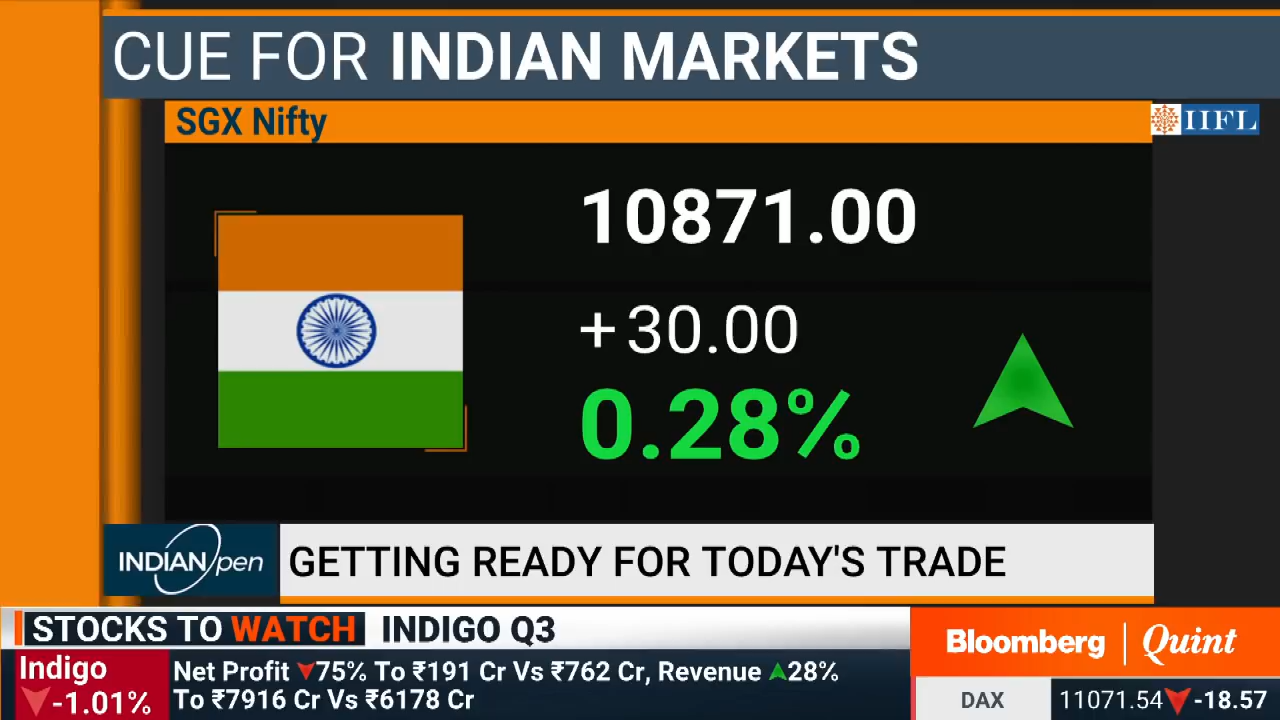 CUE FOR INDIAN MARKETS
SGX Nifty
IIFL
10871.00
+30.00
0.28%
INDIAN Open
GETTING READY FOR TODAY'S TRADE
STOCKS TO WATCH INDIGO Q3
Indigo
-1.01%
Net Profit ▼75% To ₹191 Cr Vs ₹762 Cr, Revenue ▲28%
To ₹7916 Cr Vs ₹6178 Cr
Bloomberg | Quint
DAX 11071.54▼-18.57